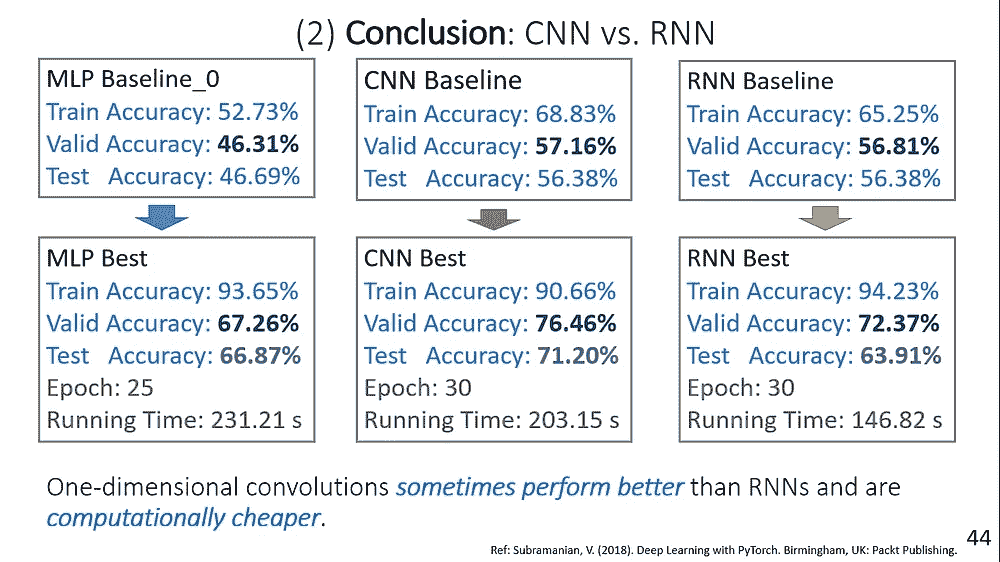 (2) Conclusion: CNN vs. RNN
MLP Baseline_0
Train Accuracy: 52.73%
Valid Accuracy: 46.31%
Test Accuracy: 46.69%
CNN Baseline
Train Accuracy: 68.83%
Valid Accuracy: 57.16%
Test Accuracy: 56.38%
RNN Baseline
Train Accuracy: 65.25%
Valid Accuracy: 56.81%
Test Accuracy: 56.38%
MLP Best
Train Accuracy: 93.65%
Valid Accuracy: 67.26%
Test Accuracy: 66.87%
Epoch: 25
Running Time: 231.21 s
CNN Best
Train Accuracy: 90.66%
Valid Accuracy: 76.46%
Test Accuracy: 71.20%
Epoch: 30
Running Time: 203.15 s
RNN Best
Train Accuracy: 94.23%
Valid Accuracy: 72.37%
Test Accuracy: 63.91%
Epoch: 30
Running Time: 146.82 s
One-dimensional convolutions sometimes perform better than RNNs and are
computationally cheaper.
44
Ref: Subramanian, V. (2018). Deep Learning with PyTorch. Birmingham, UK: Packt Publishing.